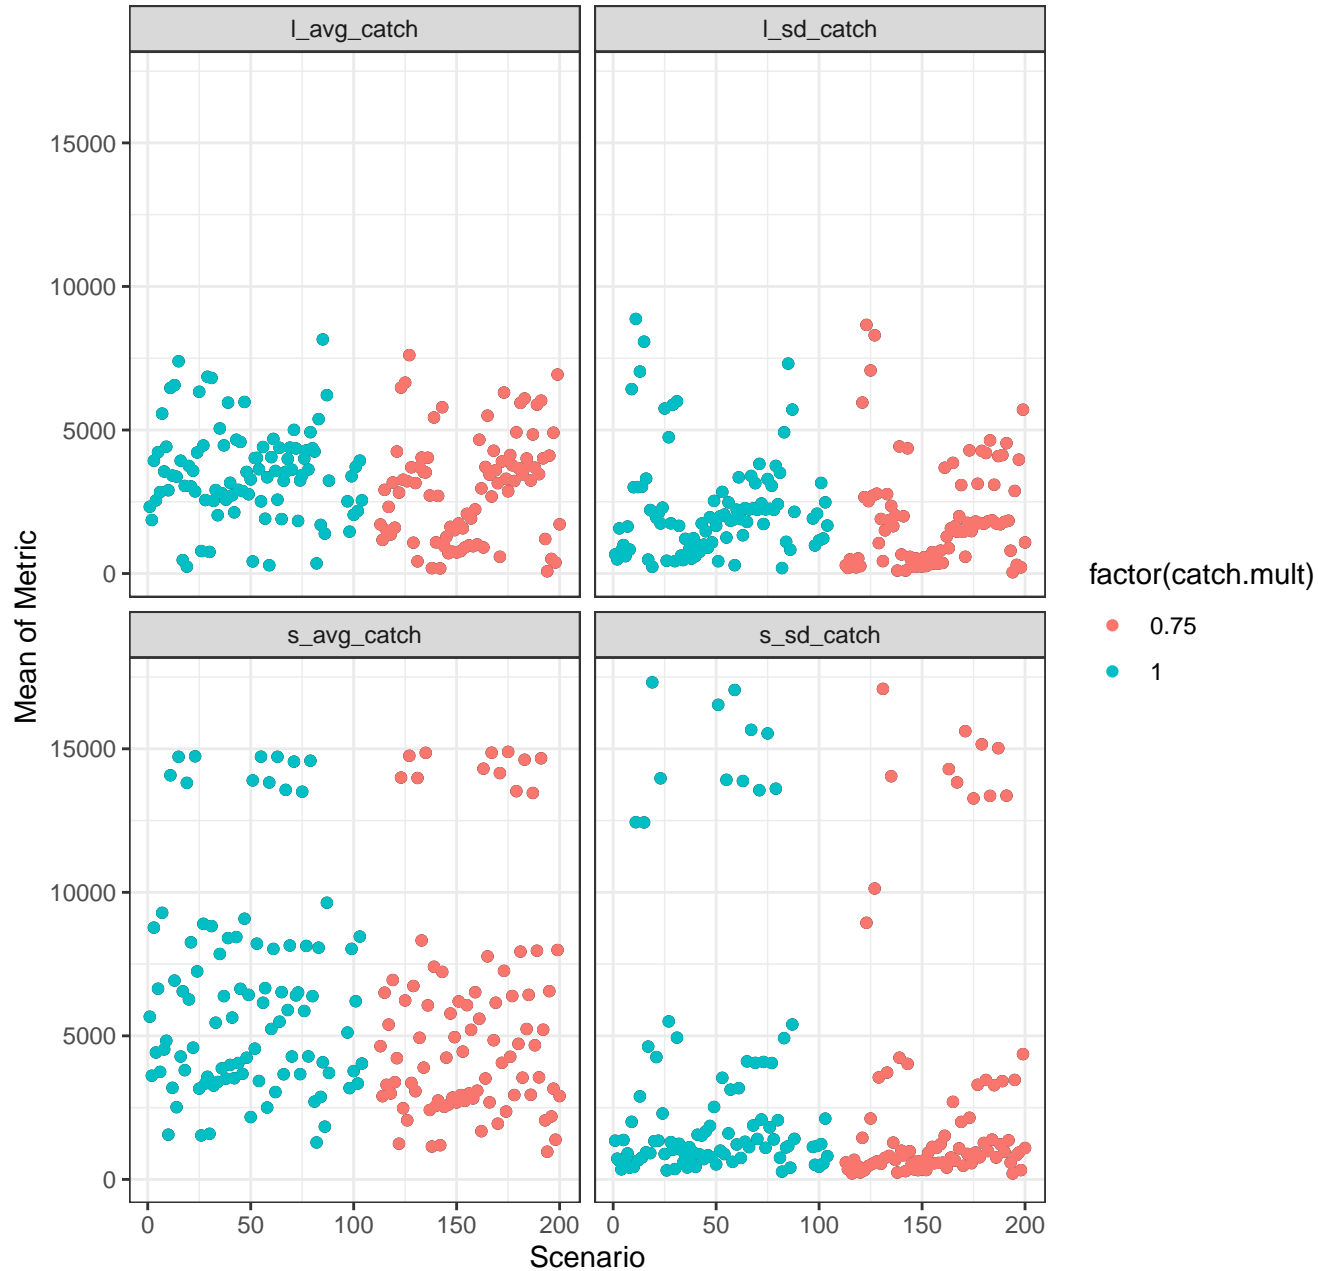 l_avg_catch
l_sd_catch
15000
10000
5000
0
s_avg_catch
s_sd_catch
15000
10000
5000
0
0
50
100
150
200
0
50
100
150
200
Scenario
Mean of Metric
factor(catch.mult)
0.75
1